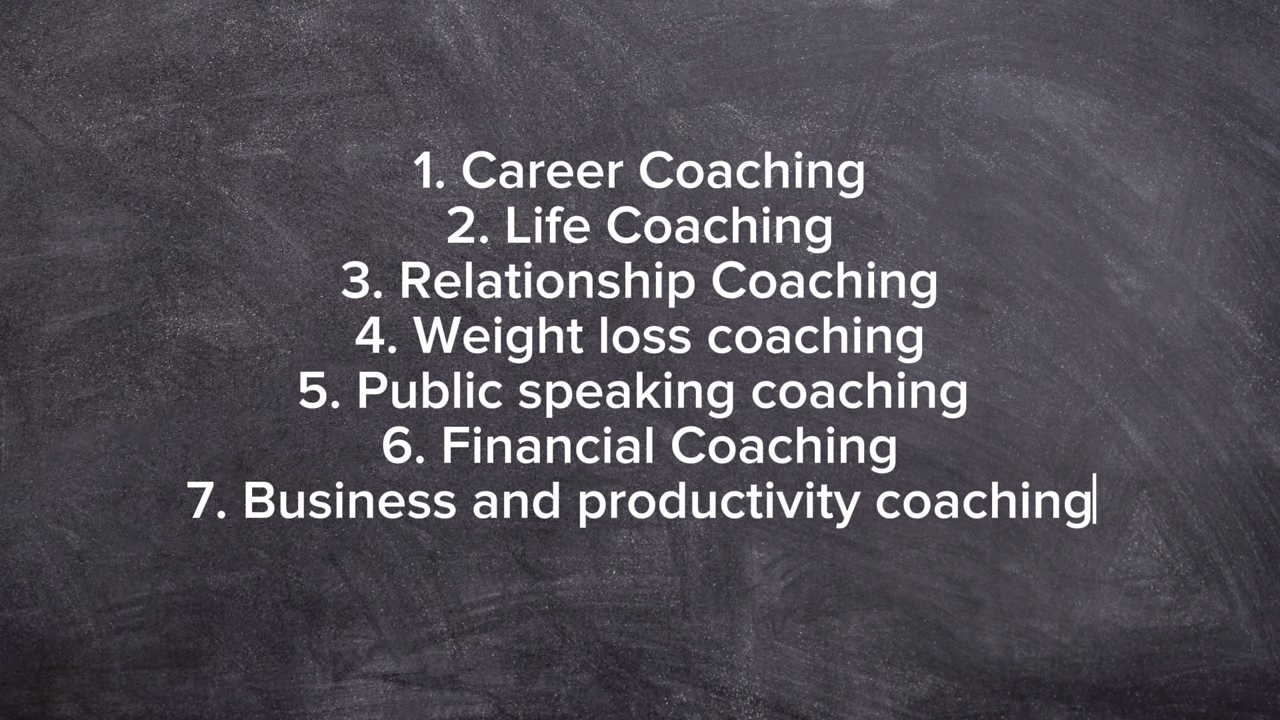 1. Career Coaching
2. Life Coaching
3. Relationship Coaching
4. Weight loss coaching
5. Public speaking coaching
6. Financial Coaching
7. Business and productivity coaching